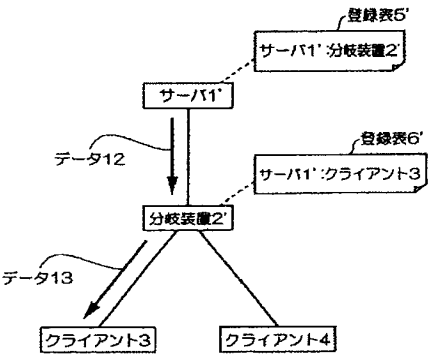 登録表5'
サーバ1':分岐装置2'
サーバ1'
データ12
登録表6'
サーバ1':クライアント3
分岐装置2'
データ13
クライアント3
クライアント4